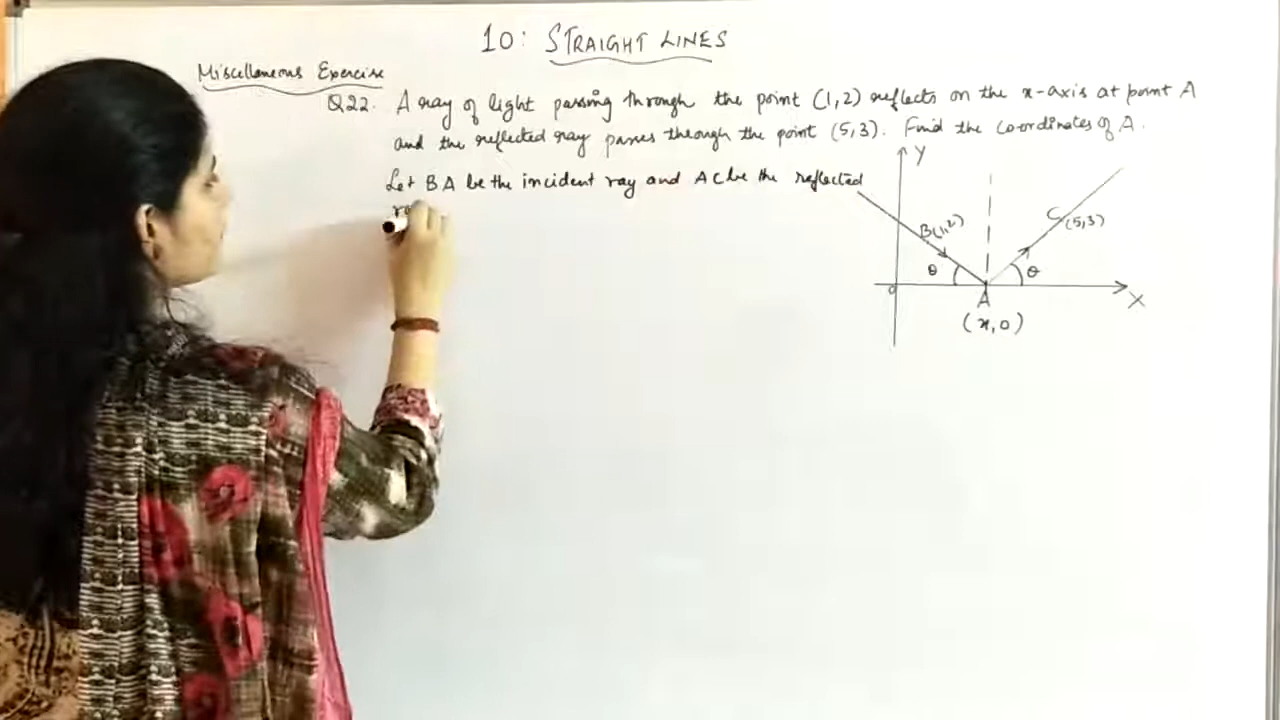 10: STRAIGHT LINES
Miscellaneous Exercise
Q22. A ray of light passing through the point (1,2) reflects on the x-axis at point A
and the reflected ray passes through the point (5,3). Find the coordinates of A.
Let BA be the incident ray and AC be the reflected
Y
B(1,2)
C(5,3)
θ
θ
O
A
X
(x,0)